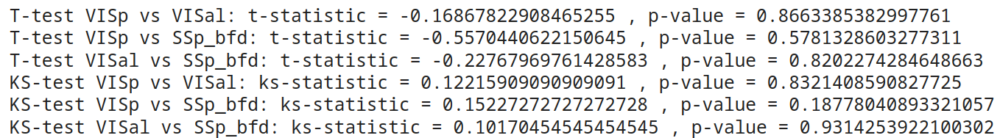 T-test VISp vs VISal: t-statistic = -0.16867822908465255 , p-value = 0.8663385382997761
T-test VISp vs SSp_bfd: t-statistic = -0.5570440622150645 , p-value = 0.5781328603277311
T-test VISal vs SSp_bfd: t-statistic = -0.22767969761428583 , p-value = 0.8202274284648663
KS-test VISp vs VISal: ks-statistic = 0.12215909090909091 , p-value = 0.8321408590827725
KS-test VISp vs SSp_bfd: ks-statistic = 0.15227272727272728 , p-value = 0.18778040893321057
KS-test VISal vs SSp_bfd: ks-statistic = 0.10170454545454545 , p-value = 0.9314253922100302